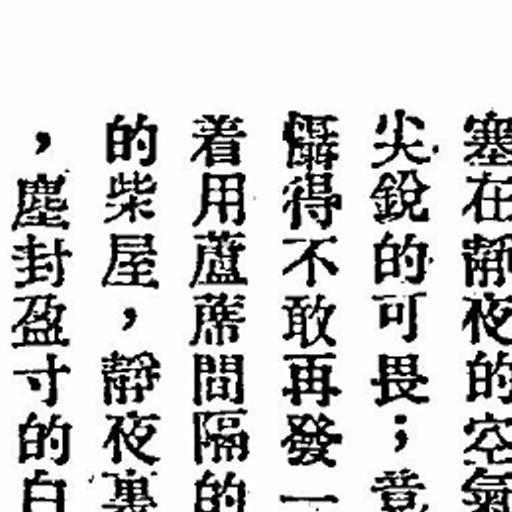 塞在靜夜的空氣
尖銳的可畏；竟
懾得不敢再發一
着用蘆蓆間隔的
的柴屋，靜夜裏
，塵封盈寸的白